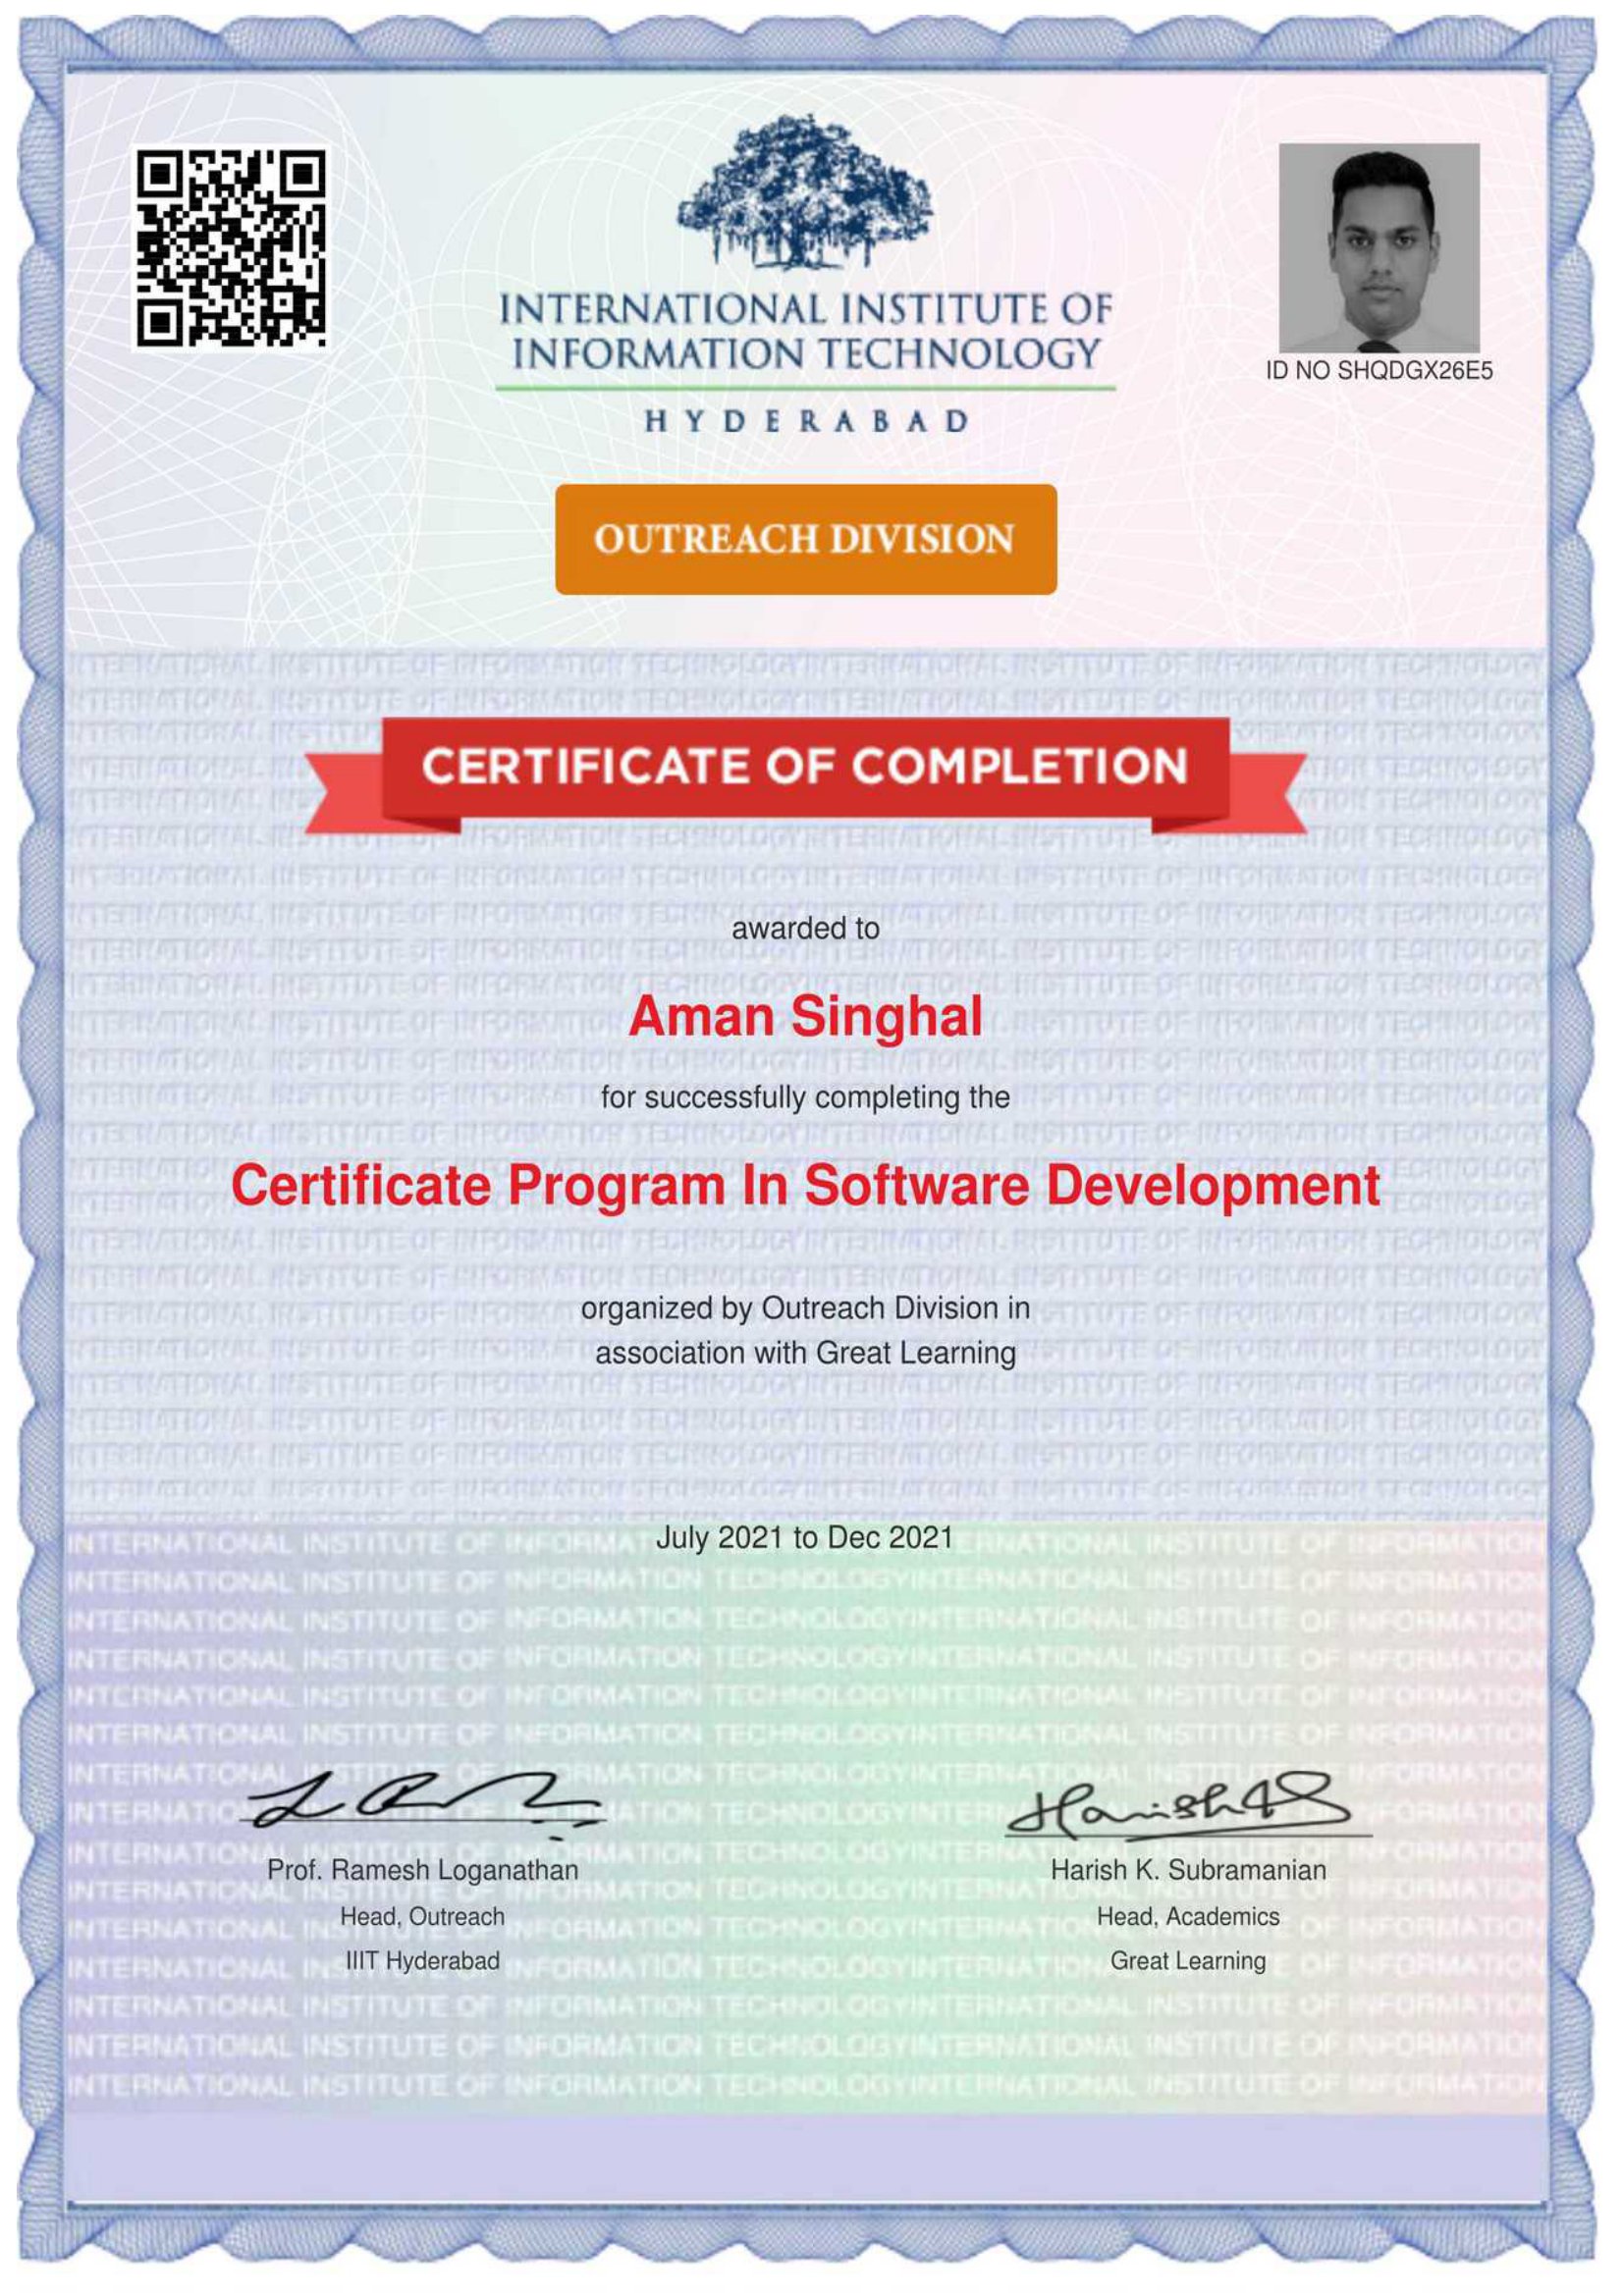 INTERNATIONAL INSTITUTE OF
INFORMATION TECHNOLOGY
HYDERABAD
ID NO SHQDGX26E5
OUTREACH DIVISION
CERTIFICATE OF COMPLETION
awarded to
Aman Singhal
for successfully completing the
Certificate Program In Software Development
organized by Outreach Division in
association with Great Learning
July 2021 to Dec 2021
Prof. Ramesh Loganathan
Head, Outreach
IIIT Hyderabad
Harish K. Subramanian
Head, Academics
Great Learning